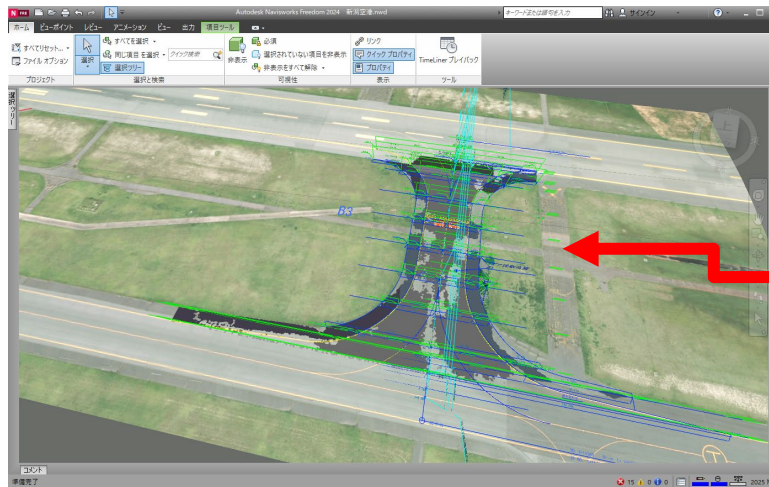 N FRE
Autodesk Navisworks Freedom 2024 新潟空港.nwd
キーワードまたは語句を入力
サインイン
ホーム ビューポイント レビュー アニメーション ビュー 出力 項目ツール
すべてリセット...
ファイル オプション
プロジェクト
選択
すべてを選択
同じ項目を選択
選択ツリー
クイック検索
選択と検索
非表示
必須
選択されていない項目を非表示
非表示をすべて解除
可視性
リンク
クイック プロパティ
プロパティ
表示
TimeLiner プレイバック
ツール
選択ツリー
上
B3
コメント
準備完了
15 0 0
2025